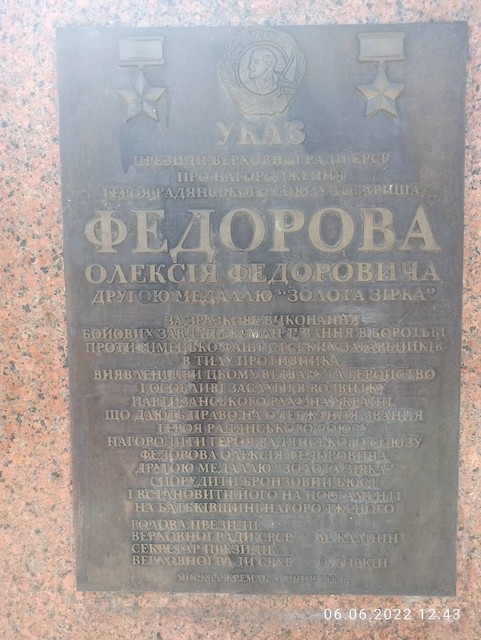 УКАЗ
ПРЕЗИДІЇ ВЕРХОВНОЇ РАДИ СРСР
ПРО НАГОРОДЖЕННЯ
ГЕРОЯ РАДЯНСЬКОГО СОЮЗУ ТОВАРИША
ФЕДОРОВА
ОЛЕКСІЯ ФЕДОРОВИЧА
ДРУГОЮ МЕДАЛЛЮ "ЗОЛОТА ЗІРКА"
ЗА ЗРАЗКОВЕ ВИКОНАННЯ
БОЙОВИХ ЗАВДАНЬ КОМАНДУВАННЯ В БОРОТЬБІ
ПРОТИ НІМЕЦЬКО-ФАШИСТСЬКИХ ЗАГАРБНИКІВ
В ТИЛУ ПРОТИВНИКА
ВИЯВЛЕНІ ПРИ ЦЬОМУ ВІДВАГУ ТА ГЕРОЙСТВО
І ОСОБЛИВІ ЗАСЛУГИ В РОЗВИТКУ
ПАРТИЗАНСЬКОГО РУХУ НА УКРАЇНІ
ЩО ДАЮТЬ ПРАВО НА ОДЕРЖАННЯ ЗВАННЯ
ГЕРОЯ РАДЯНСЬКОГО СОЮЗУ
НАГОРОДИТИ ГЕРОЯ РАДЯНСЬКОГО СОЮЗУ
ФЕДОРОВА ОЛЕКСІЯ ФЕДОРОВИЧА
ДРУГОЮ МЕДАЛЛЮ "ЗОЛОТА ЗІРКА"
СПОРУДИТИ БРОНЗОВИЙ БЮСТ
І ВСТАНОВИТИ ЙОГО НА ПОСТАМЕНТІ
НА БАТЬКІВЩИНІ НАГОРОДЖЕНОГО
ГОЛОВА ПРЕЗИДІЇ
ВЕРХОВНОЇ РАДИ СРСР М. КАЛІНІН
СЕКРЕТАР ПРЕЗИДІЇ
ВЕРХОВНОЇ РАДИ СРСР О. ГОРКІН
МОСКВА КРЕМЛЬ
06.06.2022 12:43